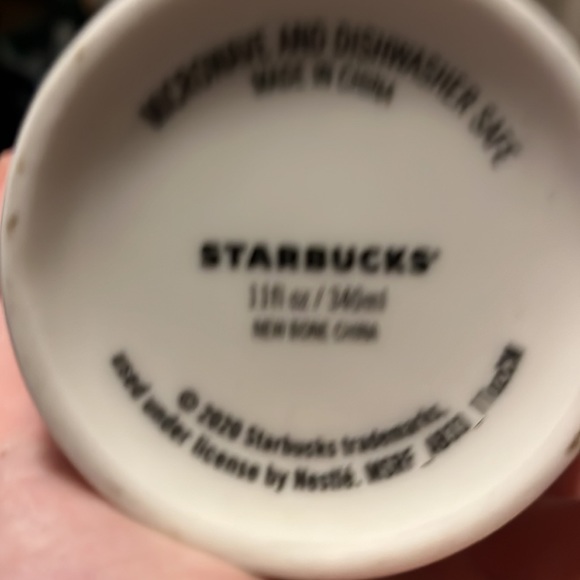 MICROWAVE AND DISHWASHER SAFE
MADE IN CHINA
STARBUCKS®
11fl oz / 340ml
NEW BONE CHINA
© 2020 Starbucks trademarks,
used under license by Nestlé.